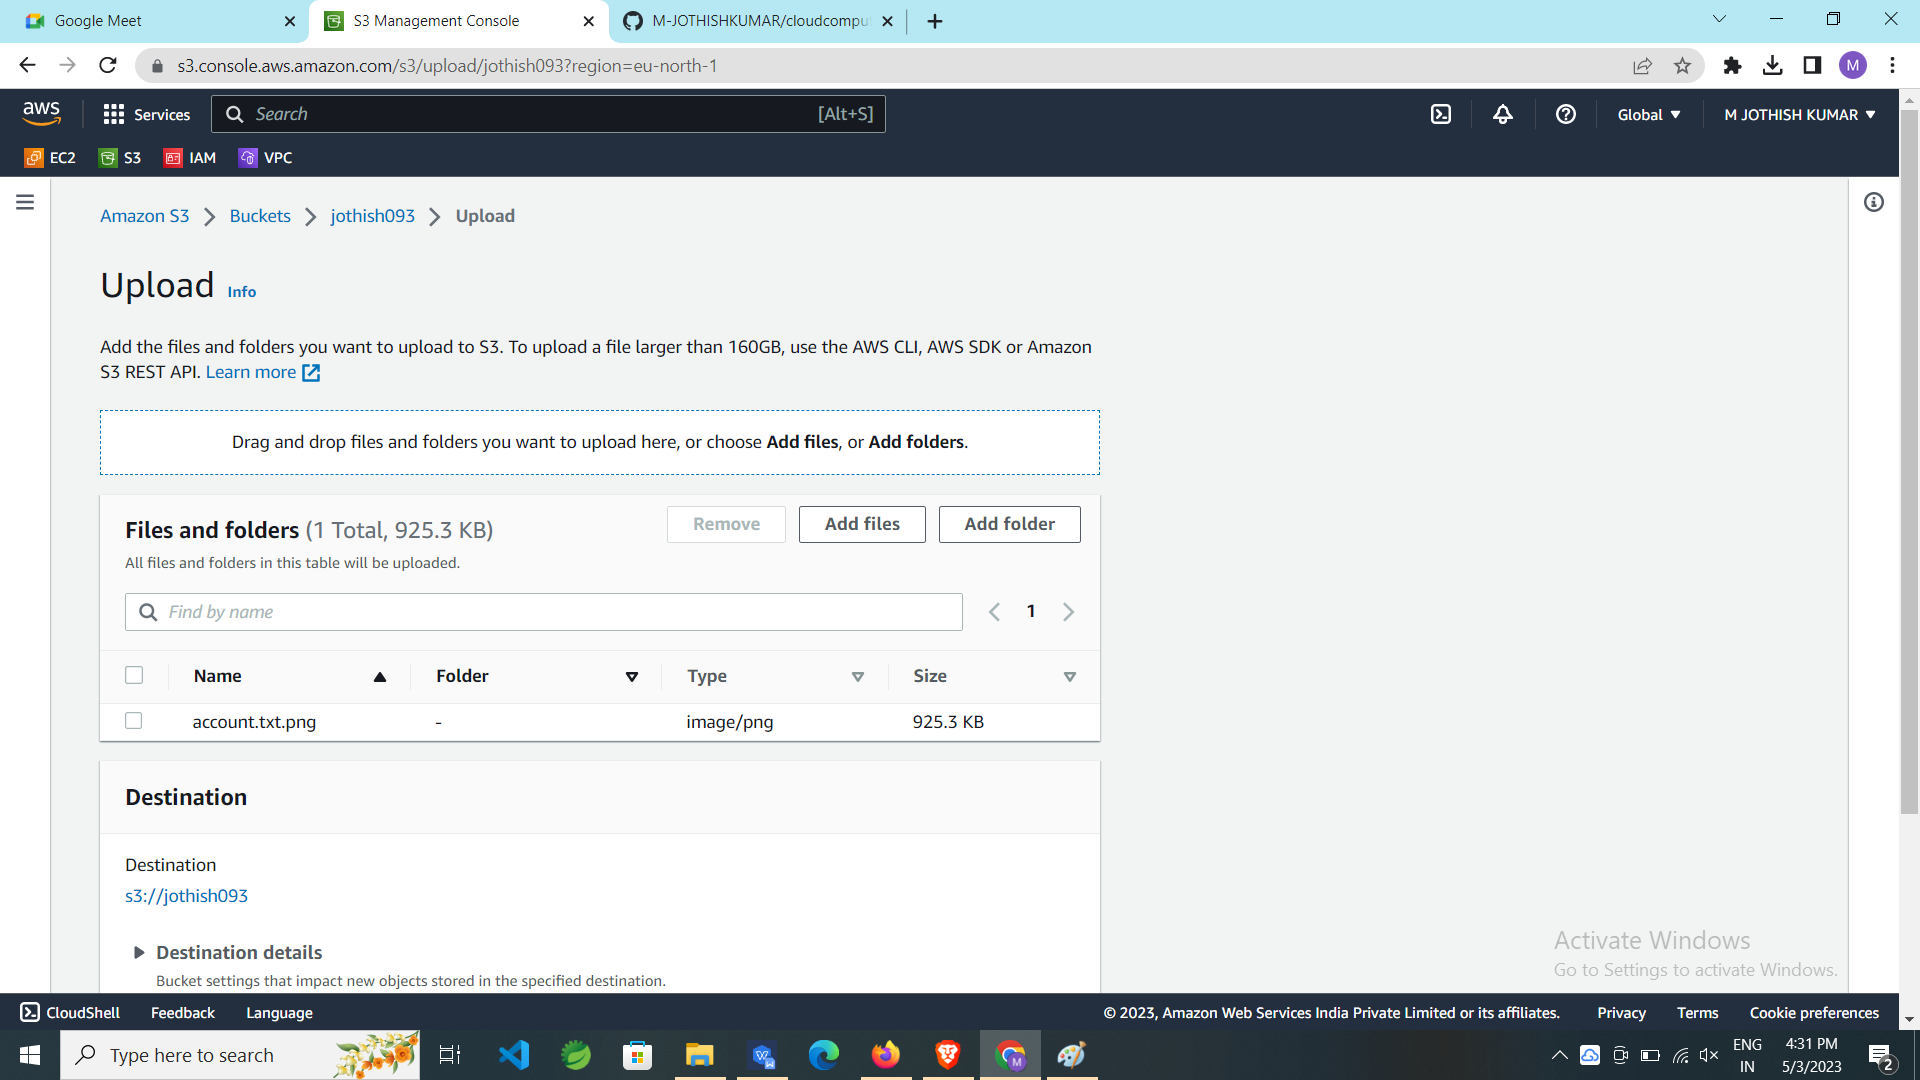 Google Meet
S3 Management Console
M-JOTHISHKUMAR/cloudcompu
s3.console.aws.amazon.com/s3/upload/jothish093?region=eu-north-1
M
aws
Services
Search
[Alt+S]
Global
M JOTHISH KUMAR
EC2
S3
IAM
VPC
Amazon S3
Buckets
jothish093
Upload
Upload Info
Add the files and folders you want to upload to S3. To upload a file larger than 160GB, use the AWS CLI, AWS SDK or Amazon
S3 REST API. Learn more
Drag and drop files and folders you want to upload here, or choose Add files, or Add folders.
Files and folders (1 Total, 925.3 KB)
Remove
Add files
Add folder
All files and folders in this table will be uploaded.
Find by name
1
Name
Folder
Type
Size
account.txt.png
-
image/png
925.3 KB
Destination
Destination
s3://jothish093
Destination details
Bucket settings that impact new objects stored in the specified destination.
Activate Windows
Go to Settings to activate Windows.
CloudShell
Feedback
Language
© 2023, Amazon Web Services India Private Limited or its affiliates.
Privacy
Terms
Cookie preferences
Type here to search
M
ENG
IN
4:31 PM
5/3/2023
2